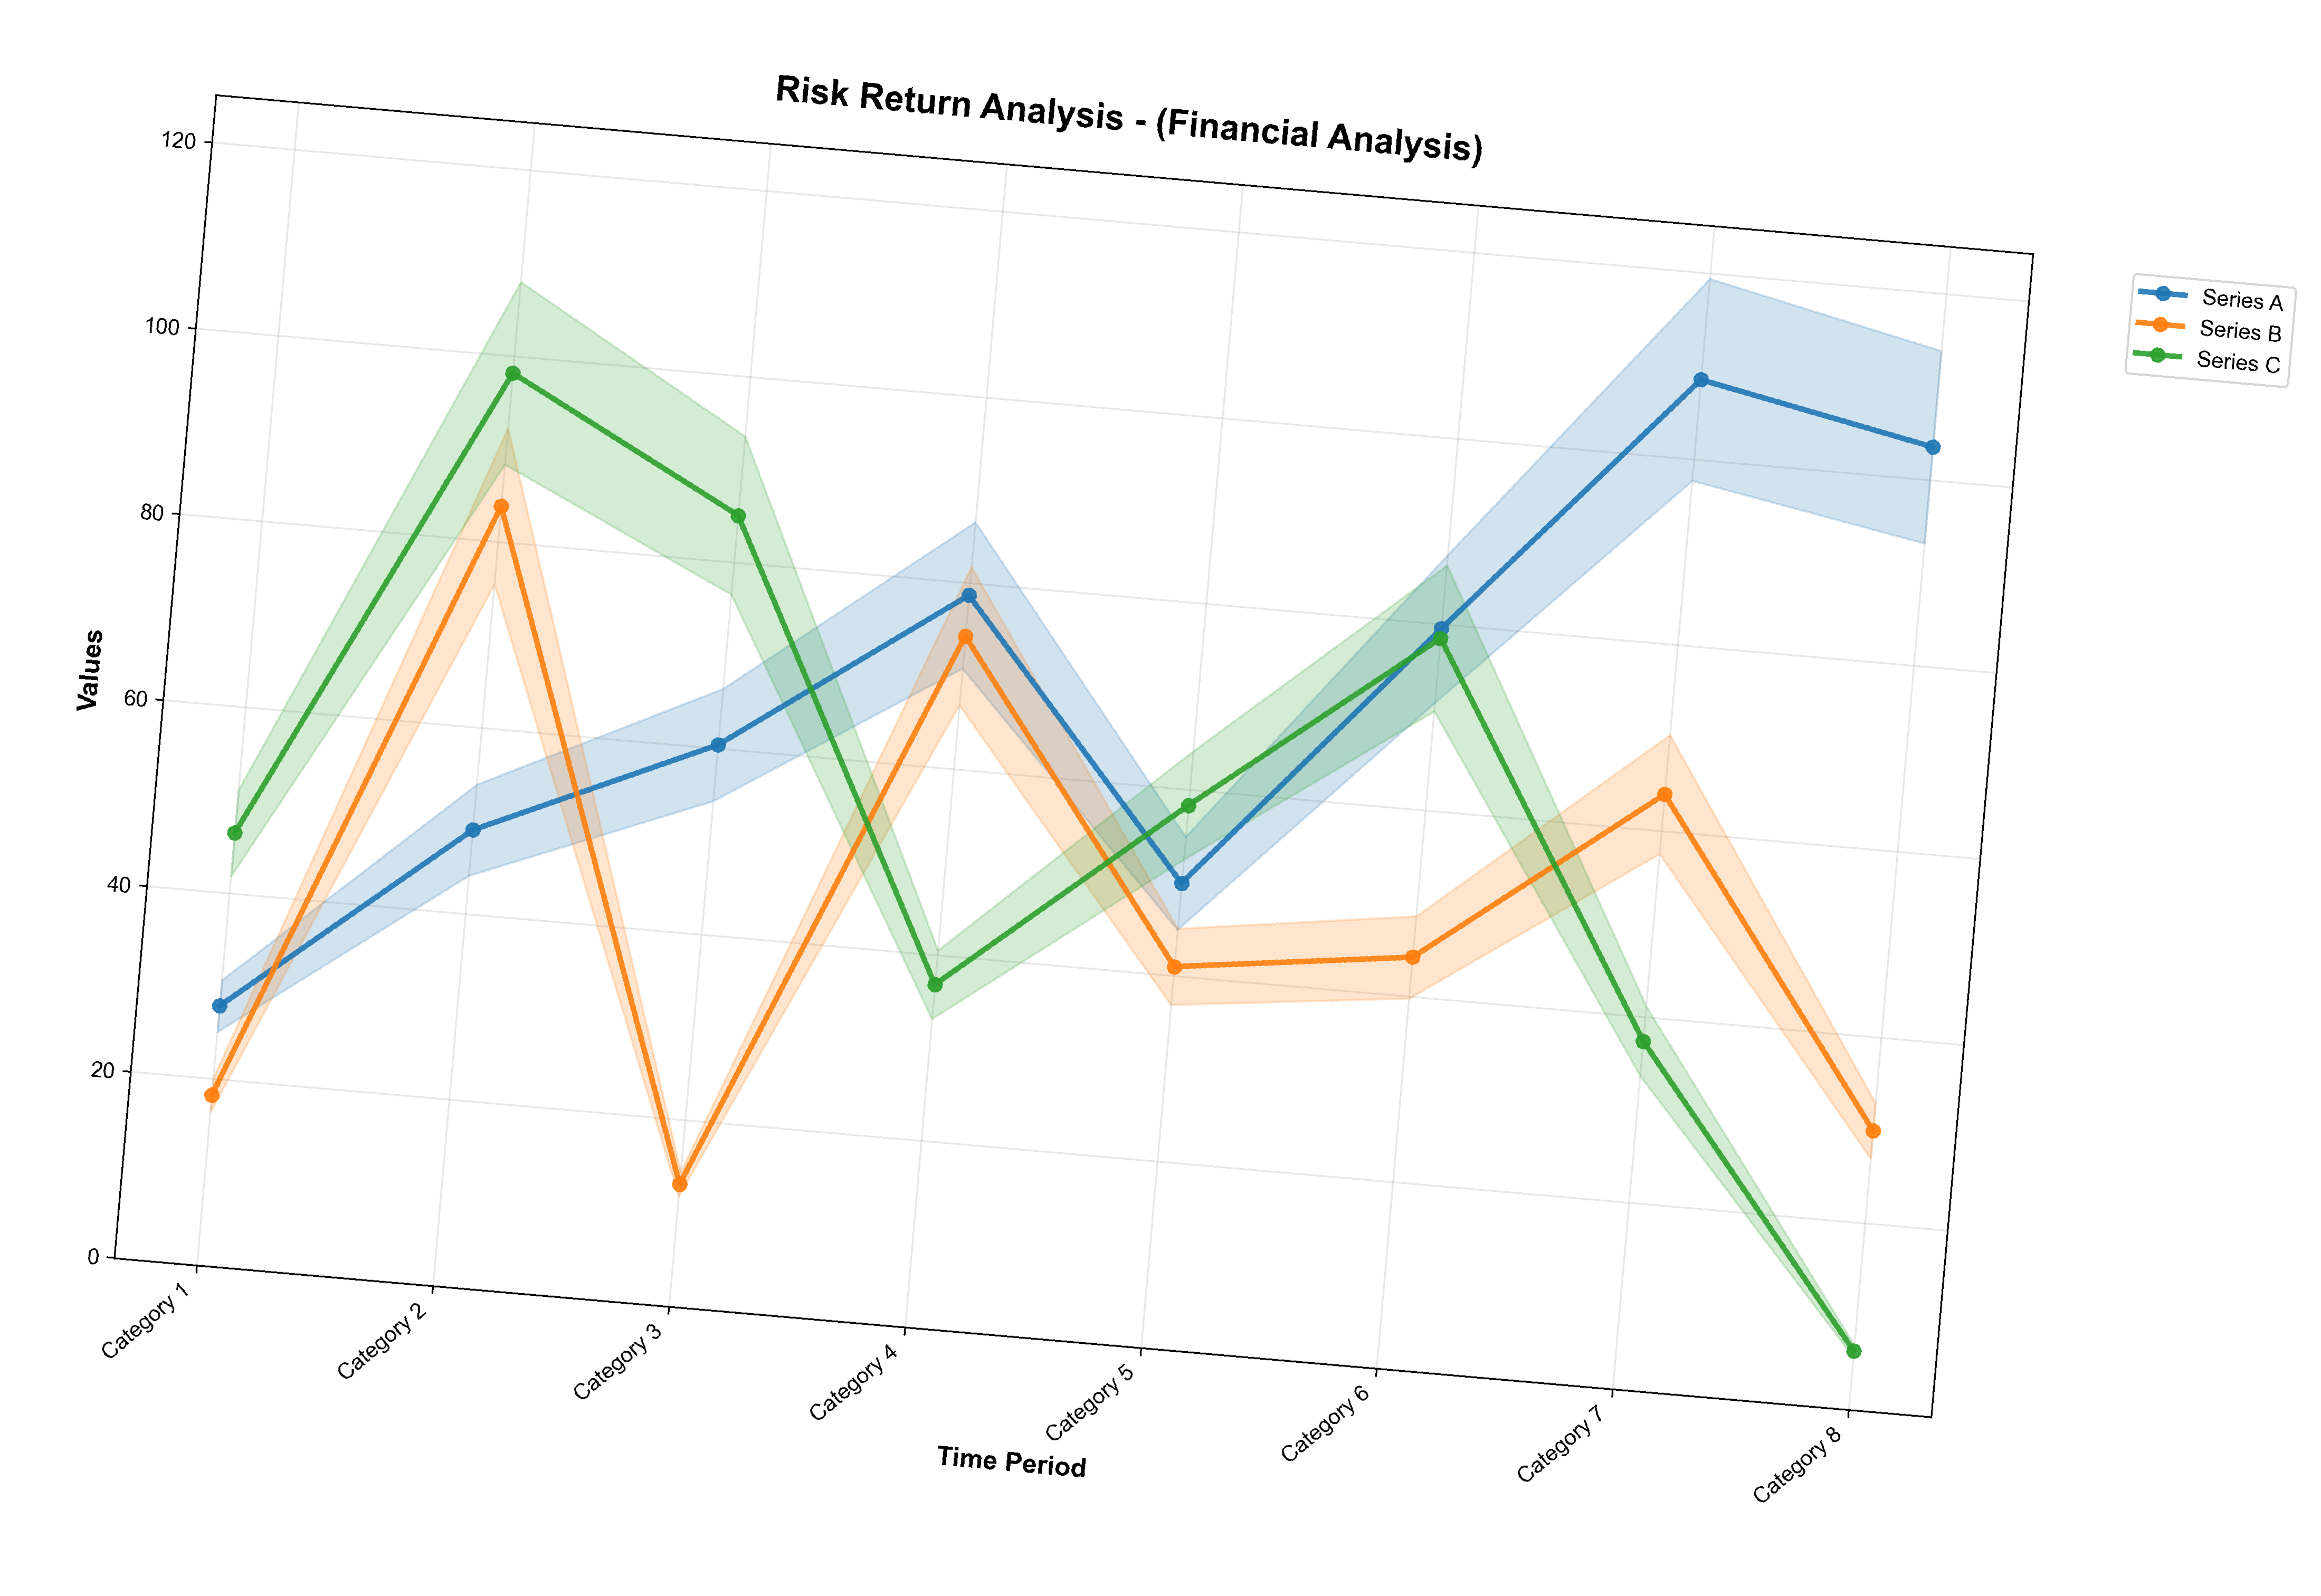 Risk Return Analysis - (Financial Analysis)
120
100
80
60
40
20
0
Values
Category 1
Category 2
Category 3
Category 4
Category 5
Category 6
Category 7
Category 8
Time Period
Series A
Series B
Series C